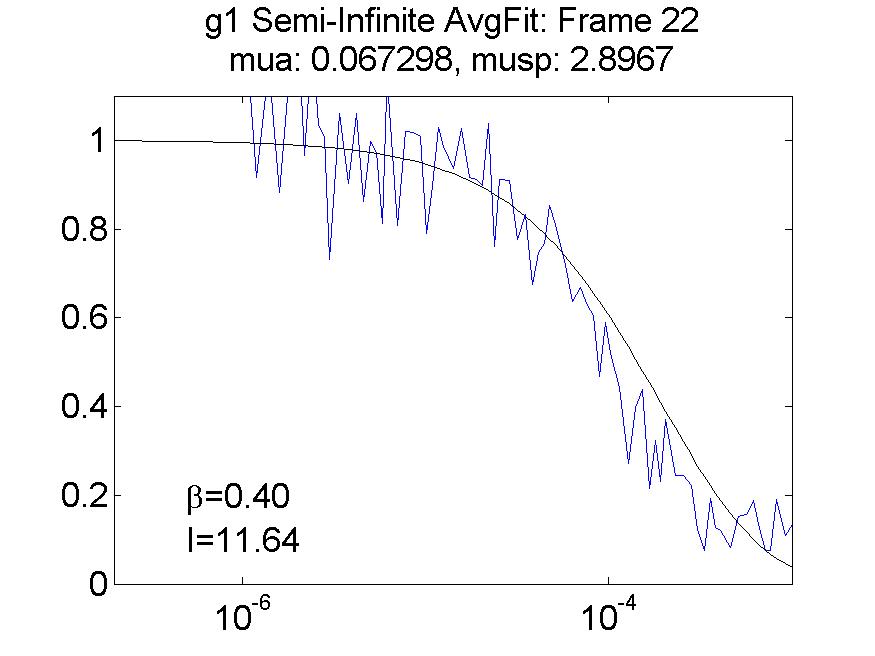 g1 Semi-Infinite AvgFit: Frame 22
mua: 0.067298, musp: 2.8967
1
0.8
0.6
0.4
0.2
0
β=0.40
I=11.64
10^-6
10^-4